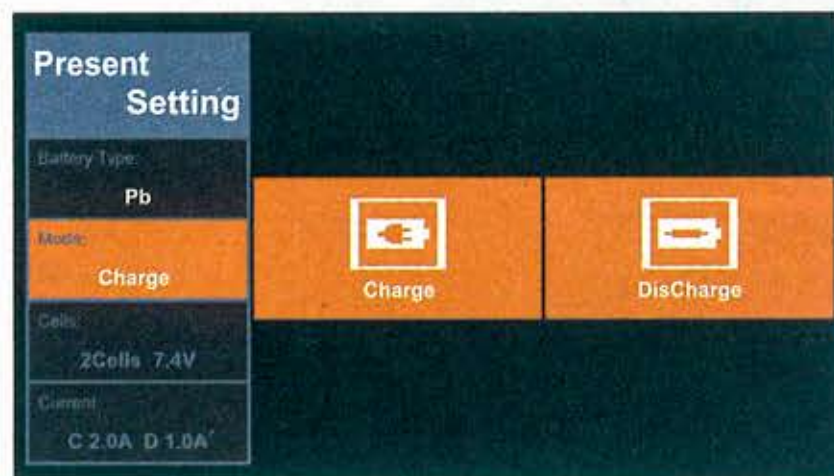 Present
Setting
Battery Type:
Pb
Mode:
Charge
Cells:
2Cells 7.4V
Current
C 2.0A D 1.0A
Charge
DisCharge